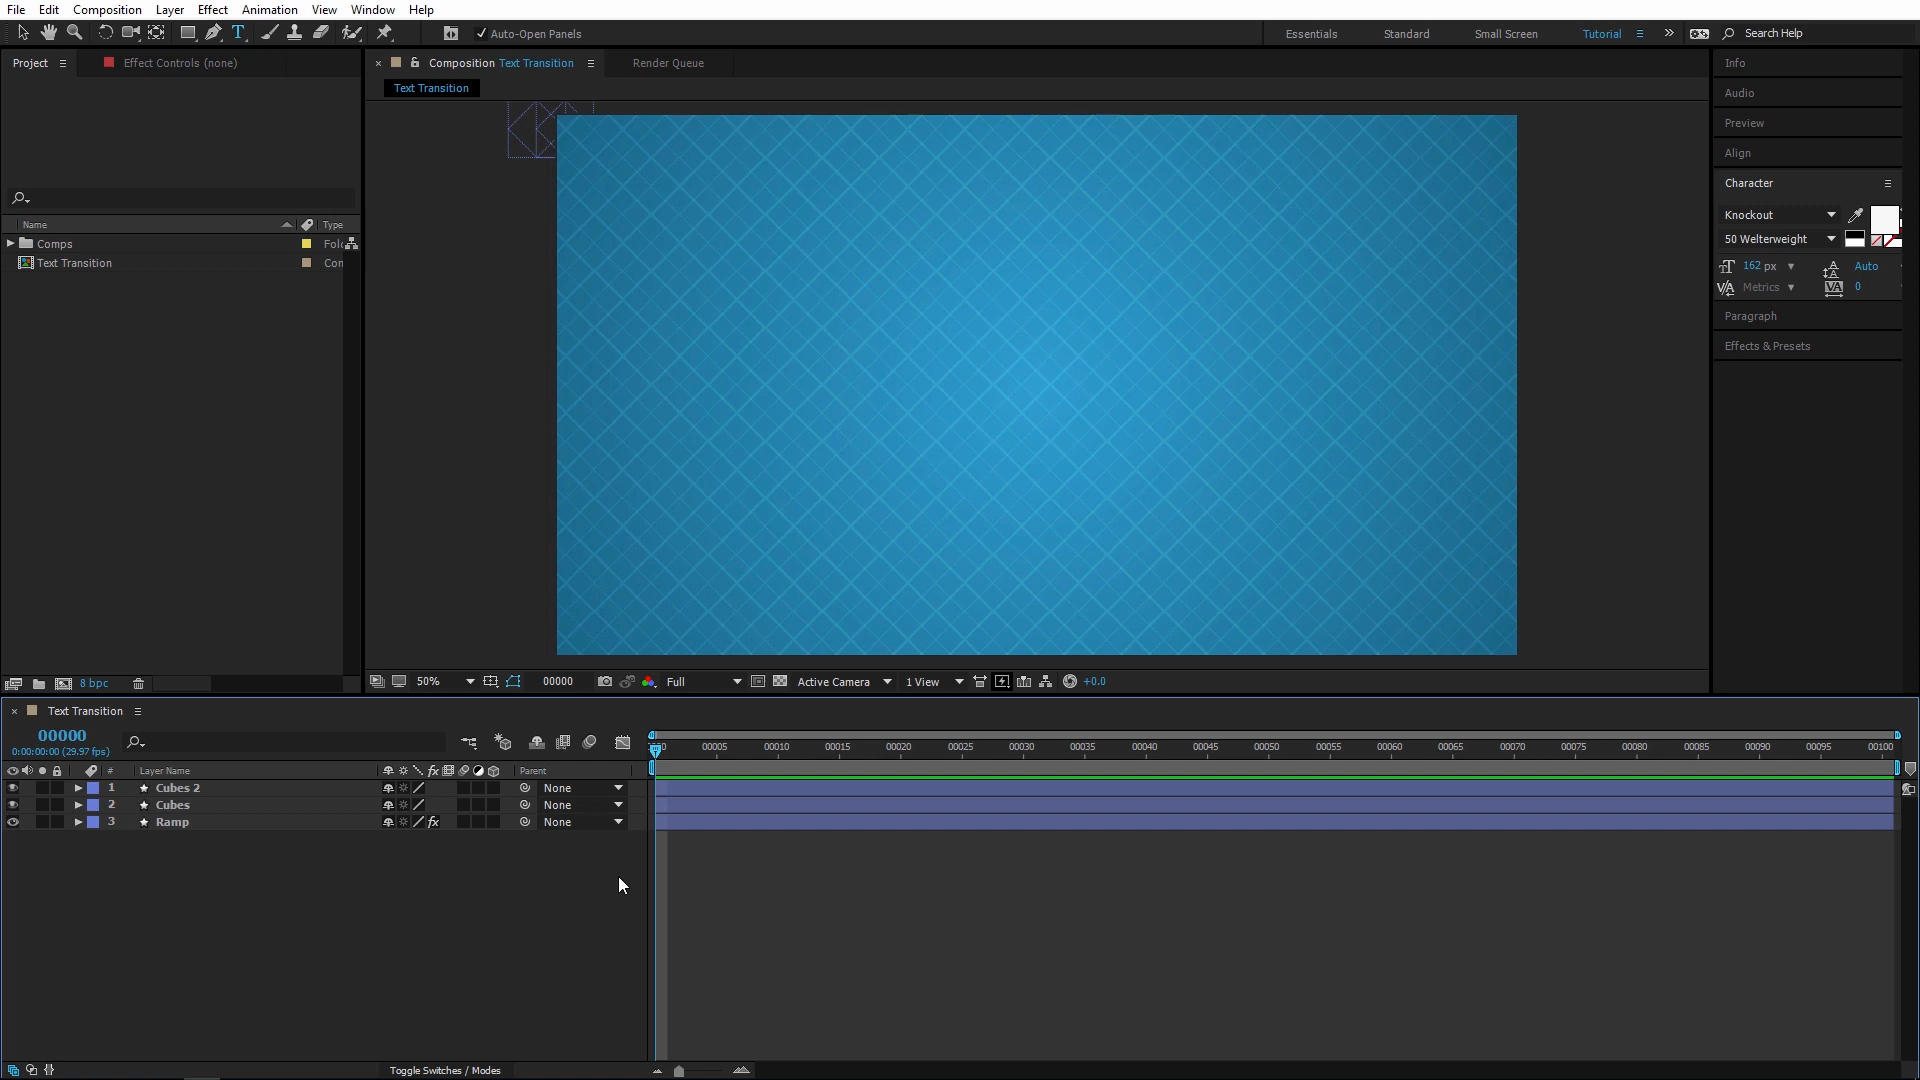 File Edit Composition Layer Effect Animation View Window Help
Auto-Open Panels
Essentials Standard Small Screen Tutorial Search Help
Project Effect Controls (none)
Composition Text Transition Render Queue
Text Transition
Name Type
Comps Fol
Text Transition Con
8 bpc
50% 00000 Full Active Camera 1 View +0.0
Info
Audio
Preview
Align
Character
Knockout
50 Welterweight
162 px Auto
Metrics 0
Paragraph
Effects & Presets
Text Transition
00000
0:00:00:00 (29.97 fps)
0 00005 00010 00015 00020 00025 00030 00035 00040 00045 00050 00055 00060 00065 00070 00075 00080 00085 00090 00095 00100
# Layer Name fx Parent
1 Cubes 2 None
2 Cubes None
3 Ramp fx None
Toggle Switches / Modes